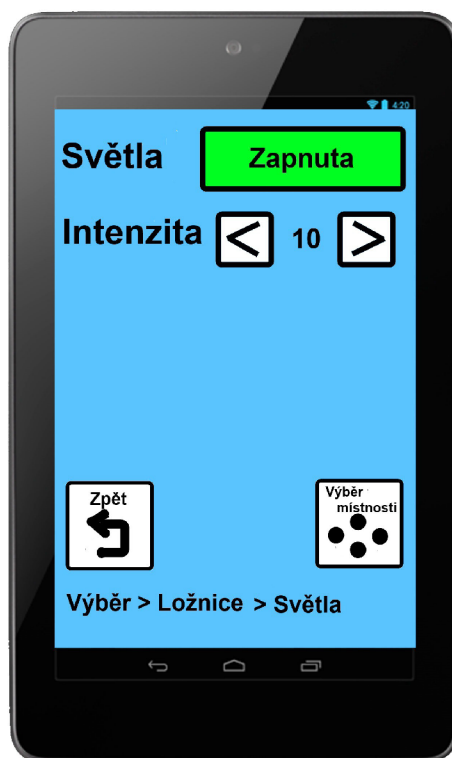 4:20
Světla Zapnuta
Intenzita < 10 >
Zpět
Výběr
místnosti
Výběr > Ložnice > Světla